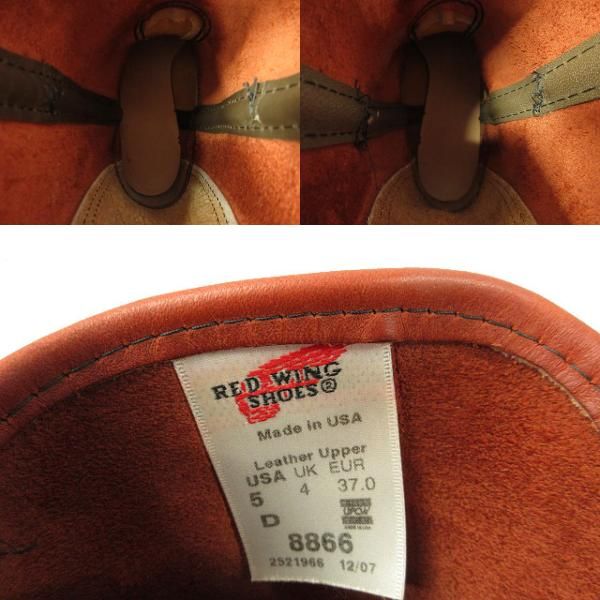 RED WING
SHOES®
Made in USA
Leather Upper
USA UK EUR
5 4 37.0
D
8866
2521966 12/07